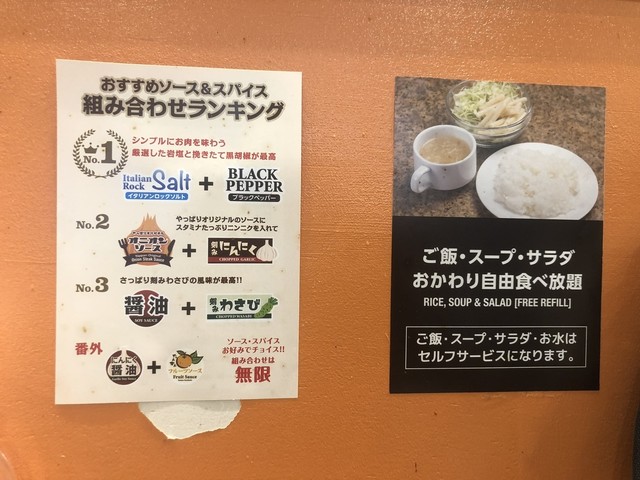 おすすめソース&スパイス
組み合わせランキング
No.1
シンプルにお肉を味わう
厳選した岩塩と挽きたて黒胡椒が最高
Italian Rock Salt
イタリアンロックソルト
+
BLACK PEPPER
ブラックペッパー
No.2
やっぱりオリジナルのソースに
スタミナたっぷりニンニクを入れて
オニオンソース
+
刻みにんにく
CHOPPED GARLIC
No.3
さっぱり刻みわさびの風味が最高!!
醤油
SOY SAUCE
+
刻みわさび
CHOPPED WASABI
番外
にんにく醤油
+
フルーツソース
Fruit Sauce
ソース・スパイス
お好みでチョイス!!
組み合わせは
無限
ご飯・スープ・サラダ
おかわり自由食べ放題
RICE, SOUP & SALAD [FREE REFILL]
ご飯・スープ・サラダ・お水は
セルフサービスになります。